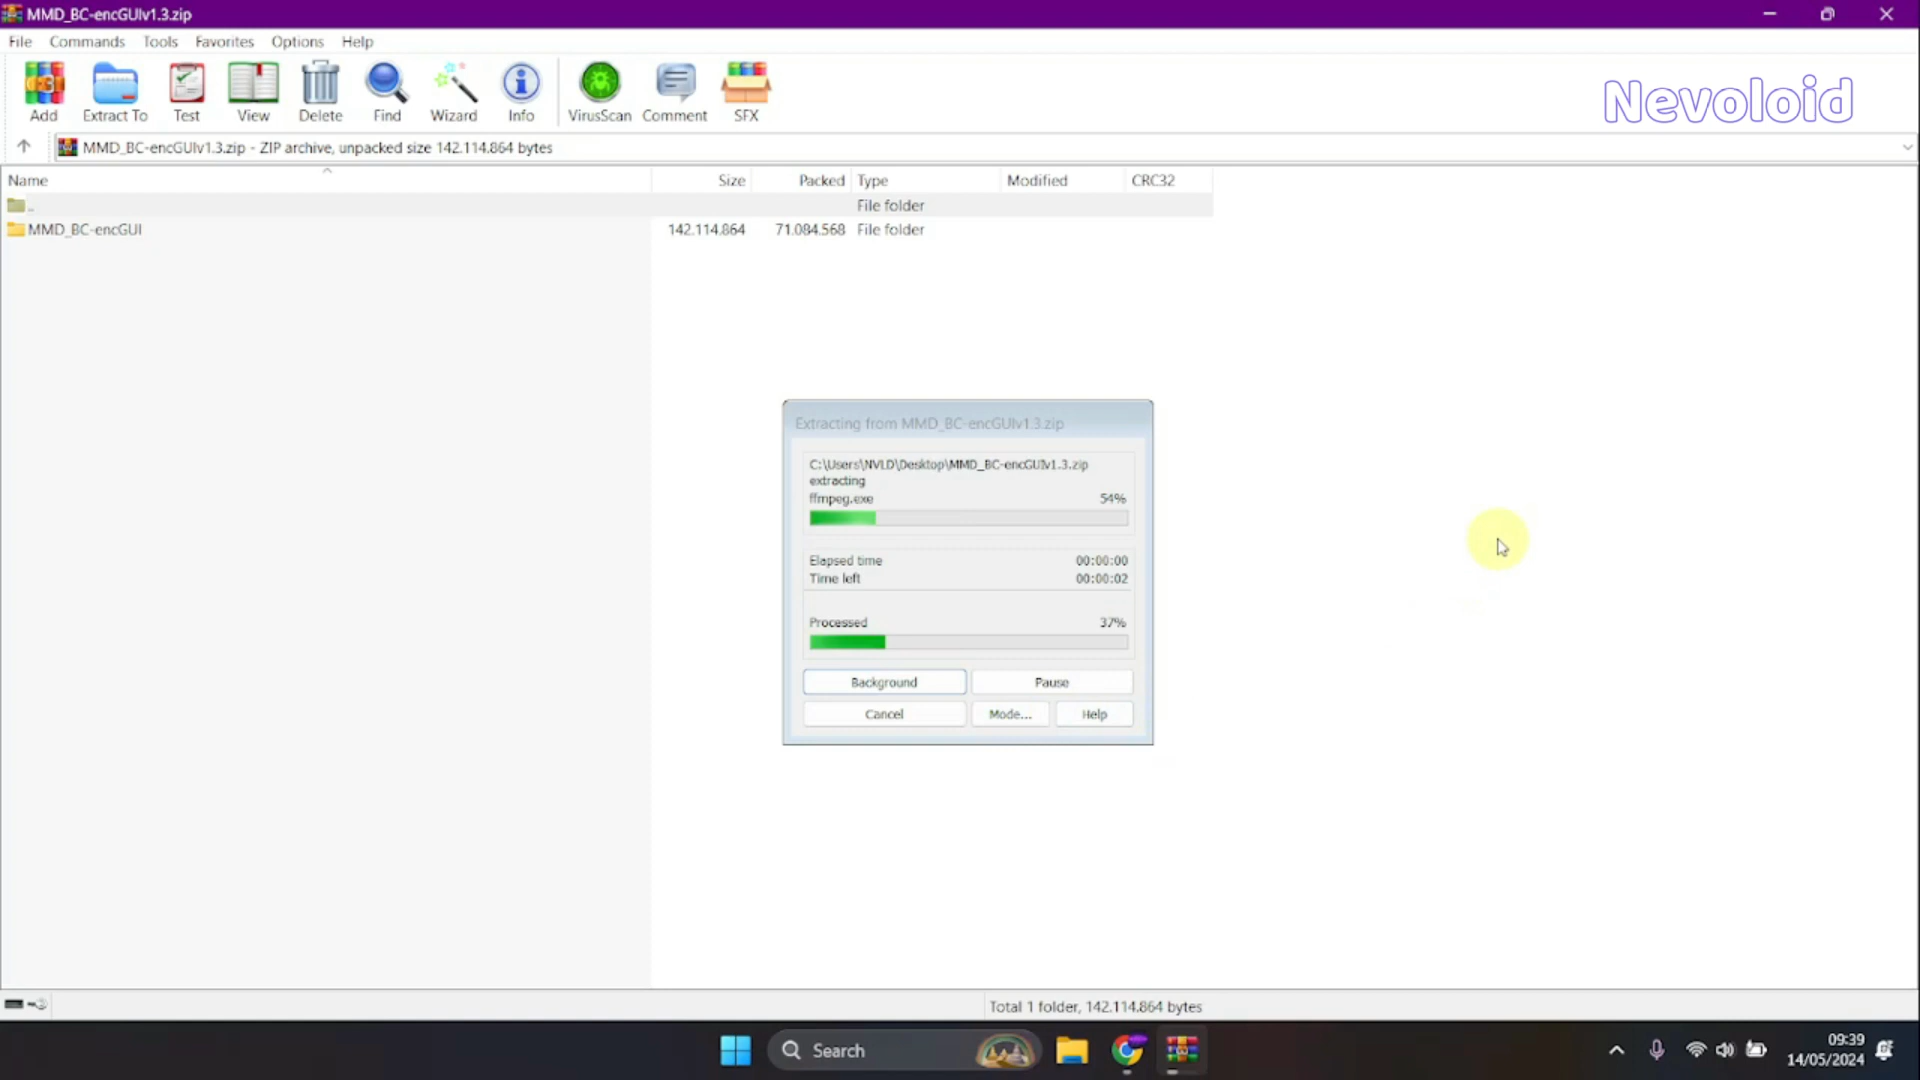 MMD_BC-encGUIv1.3.zip
File Commands Tools Favorites Options Help
Add Extract To Test View Delete Find Wizard Info VirusScan Comment SFX
Nevoloid
MMD_BC-encGUIv1.3.zip - ZIP archive, unpacked size 142.114.864 bytes
Name Size Packed Type Modified CRC32
.. File folder
MMD_BC-encGUI 142.114.864 71.084.568 File folder
Extracting from MMD_BC-encGUIv1.3.zip
C:\Users\NVLD\Desktop\MMD_BC-encGUIv1.3.zip
extracting
ffmpeg.exe 54%
Elapsed time 00:00:00
Time left 00:00:02
Processed 37%
Background Pause
Cancel Mode... Help
Total 1 folder, 142.114.864 bytes
Search
09:39
14/05/2024